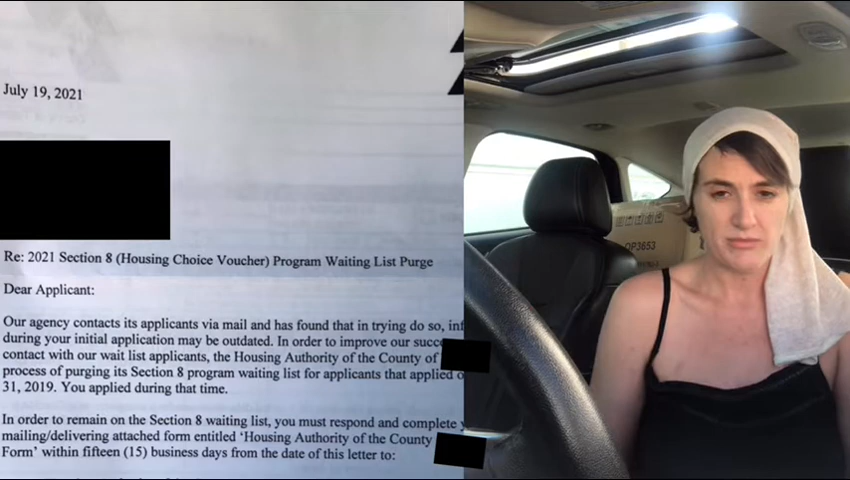 July 19, 2021
Re: 2021 Section 8 (Housing Choice Voucher) Program Waiting List Purge
Dear Applicant:
Our agency contacts its applicants via mail and has found that in trying do so, inf
during your initial application may be outdated. In order to improve our succe
contact with our wait list applicants, the Housing Authority of the County of
process of purging its Section 8 program waiting list for applicants that applied o
31, 2019. You applied during that time.
In order to remain on the Section 8 waiting list, you must respond and complete y
mailing/delivering attached form entitled ‘Housing Authority of the County
Form’ within fifteen (15) business days from the date of this letter to:
OP3653